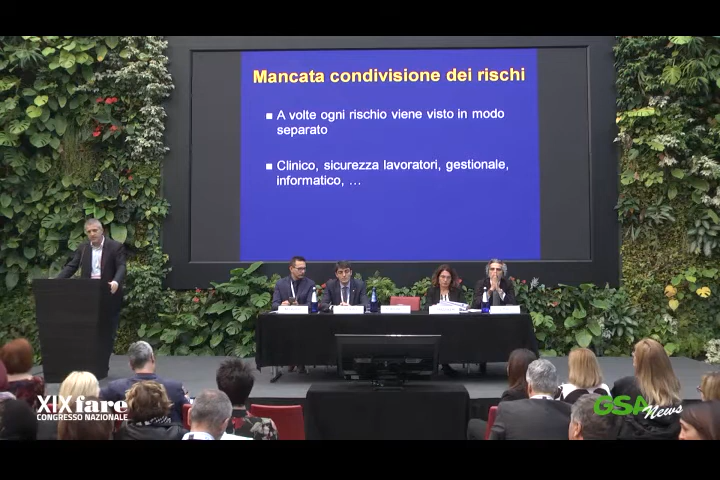 Mancata condivisione dei rischi
■ A volte ogni rischio viene visto in modo
separato
■ Clinico, sicurezza lavoratori, gestionale,
informatico, …
XIX fare
CONGRESSO NAZIONALE
GSA News